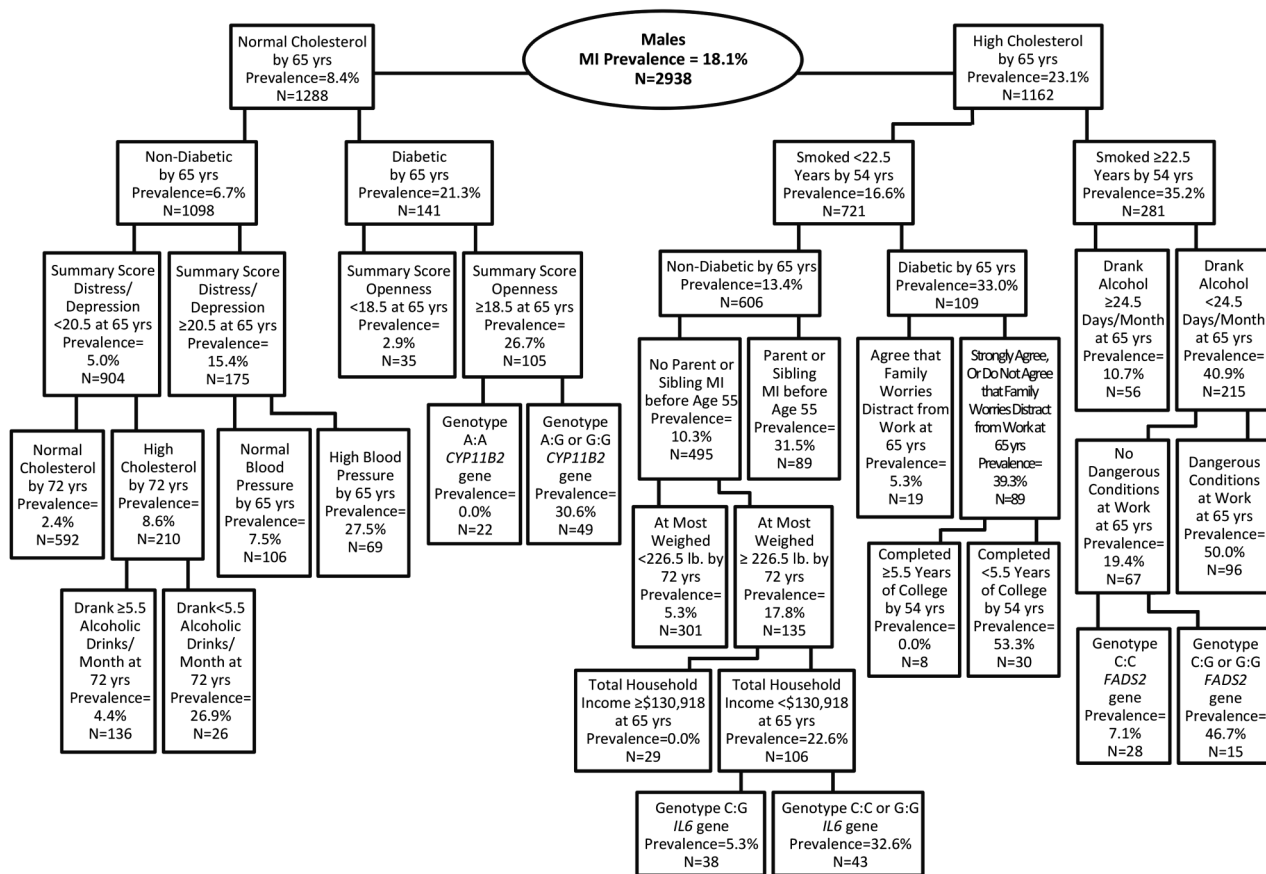 Males
MI Prevalence = 18.1%
N=2938
Normal Cholesterol
by 65 yrs
Prevalence=8.4%
N=1288
High Cholesterol
by 65 yrs
Prevalence=23.1%
N=1162
Non-Diabetic
by 65 yrs
Prevalence=6.7%
N=1098
Diabetic
by 65 yrs
Prevalence=21.3%
N=141
Smoked <22.5
Years by 54 yrs
Prevalence=16.6%
N=721
Smoked ≥22.5
Years by 54 yrs
Prevalence=35.2%
N=281
Summary Score
Distress/
Depression
<20.5 at 65 yrs
Prevalence=
5.0%
N=904
Summary Score
Distress/
Depression
≥20.5 at 65 yrs
Prevalence=
15.4%
N=175
Summary Score
Openness
<18.5 at 65 yrs
Prevalence=
2.9%
N=35
Summary Score
Openness
≥18.5 at 65 yrs
Prevalence=
26.7%
N=105
Non-Diabetic by 65 yrs
Prevalence=13.4%
N=606
Diabetic by 65 yrs
Prevalence=33.0%
N=109
Drank
Alcohol
≥24.5
Days/Month
at 65 yrs
Prevalence=
10.7%
N=56
Drank
Alcohol
<24.5
Days/Month
at 65 yrs
Prevalence=
40.9%
N=215
Normal
Cholesterol
by 72 yrs
Prevalence=
2.4%
N=592
High
Cholesterol
by 72 yrs
Prevalence=
8.6%
N=210
Normal
Blood
Pressure
by 65 yrs
Prevalence=
7.5%
N=106
High Blood
Pressure
by 65 yrs
Prevalence=
27.5%
N=69
Genotype
A:A
CYP11B2
gene
Prevalence=
0.0%
N=22
Genotype
A:G or G:G
CYP11B2
gene
Prevalence=
30.6%
N=49
No Parent or
Sibling MI
before Age 55
Prevalence=
10.3%
N=495
Parent or
Sibling
MI before
Age 55
Prevalence=
31.5%
N=89
Agree that
Family
Worries
Distract from
Work at
65 yrs
Prevalence=
5.3%
N=19
Strongly Agree,
Or Do Not Agree
that Family
Worries Distract
from Work at
65 yrs
Prevalence=
39.3%
N=89
No
Dangerous
Conditions
at Work
at 65 yrs
Prevalence=
19.4%
N=67
Dangerous
Conditions
at Work
at 65 yrs
Prevalence=
50.0%
N=96
Drank ≥5.5
Alcoholic
Drinks/
Month at
72 yrs
Prevalence=
4.4%
N=136
Drank<5.5
Alcoholic
Drinks/
Month at
72 yrs
Prevalence=
26.9%
N=26
At Most
Weighed
<226.5 lb. by
72 yrs
Prevalence=
5.3%
N=301
At Most
Weighed
≥ 226.5 lb. by
72 yrs
Prevalence=
17.8%
N=135
Completed
≥5.5 Years
of College
by 54 yrs
Prevalence=
0.0%
N=8
Completed
<5.5 Years
of College
by 54 yrs
Prevalence=
53.3%
N=30
Genotype
C:C
FADS2
gene
Prevalence=
7.1%
N=28
Genotype
C:G or G:G
FADS2
gene
Prevalence=
46.7%
N=15
Total Household
Income ≥$130,918
at 65 yrs
Prevalence=0.0%
N=29
Total Household
Income <$130,918
at 65 yrs
Prevalence=22.6%
N=106
Genotype C:G
IL6 gene
Prevalence=5.3%
N=38
Genotype C:C or G:G
IL6 gene
Prevalence=32.6%
N=43